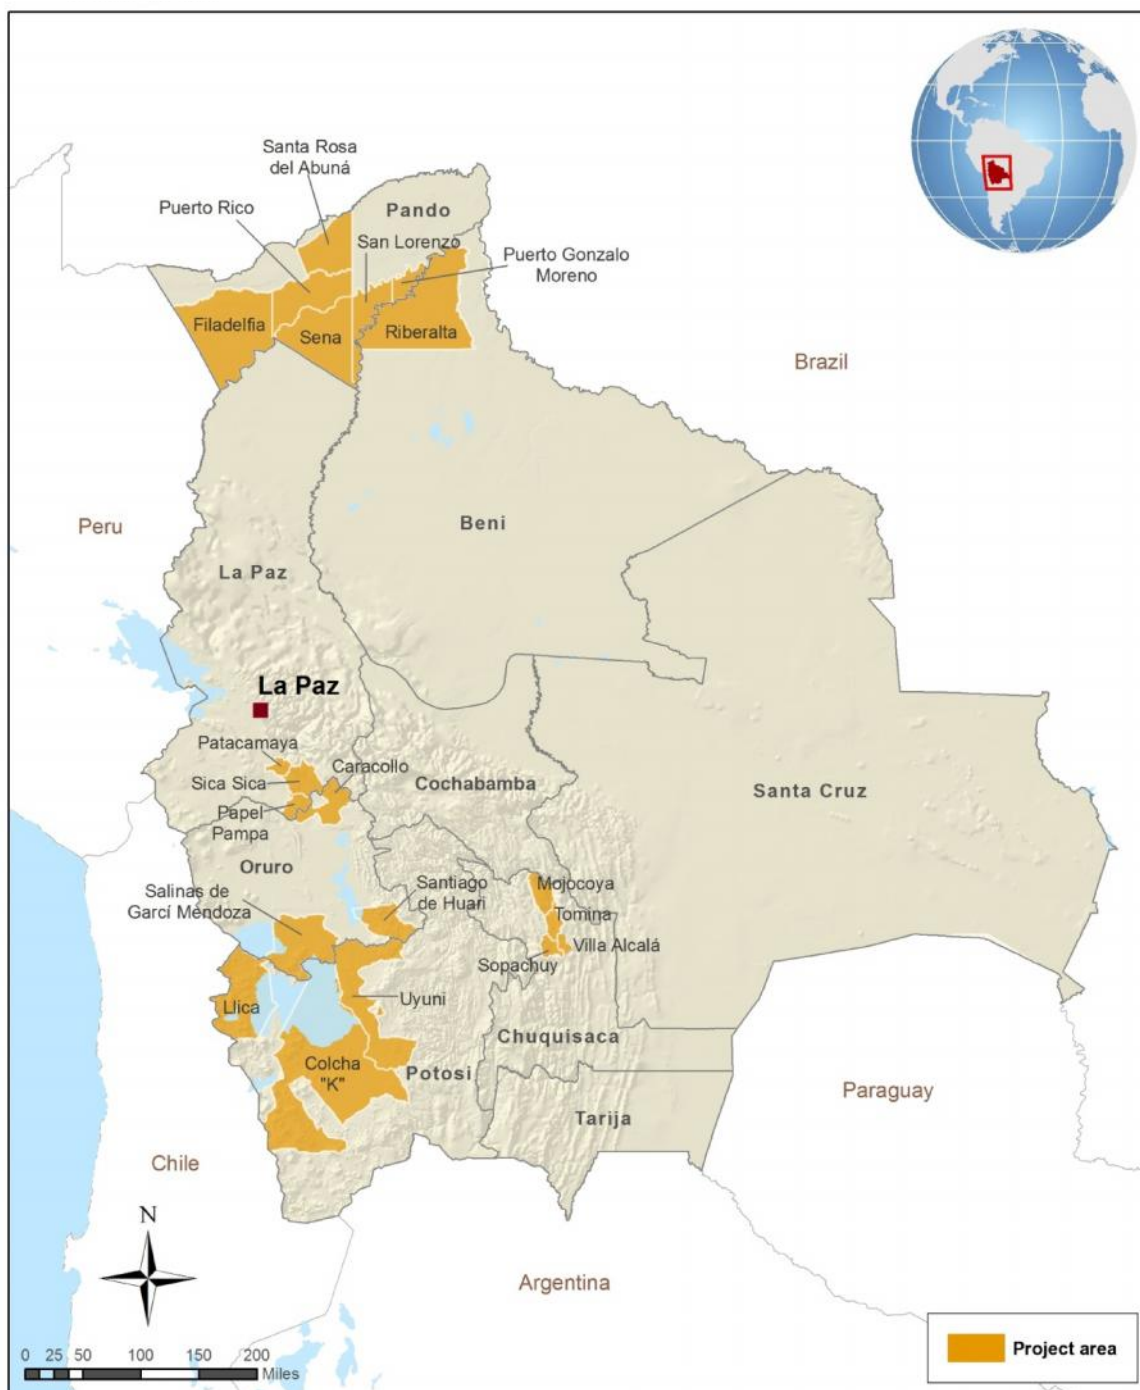 Santa Rosa
del Abuná
Puerto Rico
Pando
San Lorenzo
Puerto Gonzalo
Moreno
Filadelfia
Sena
Riberalta
Brazil
Peru
Beni
La Paz
La Paz
Patacamaya
Caracollo
Sica Sica
Cochabamba
Santa Cruz
Papel
Pampa
Oruro
Santiago
de Huari
Mojocoya
Salinas de
Garcí Mendoza
Tomina
Villa Alcalá
Sopachuy
Llica
Uyuni
Chuquisaca
Colcha
"K"
Potosi
Paraguay
Tarija
Chile
N
Argentina
Project area
0 25 50 100 150 200
Miles